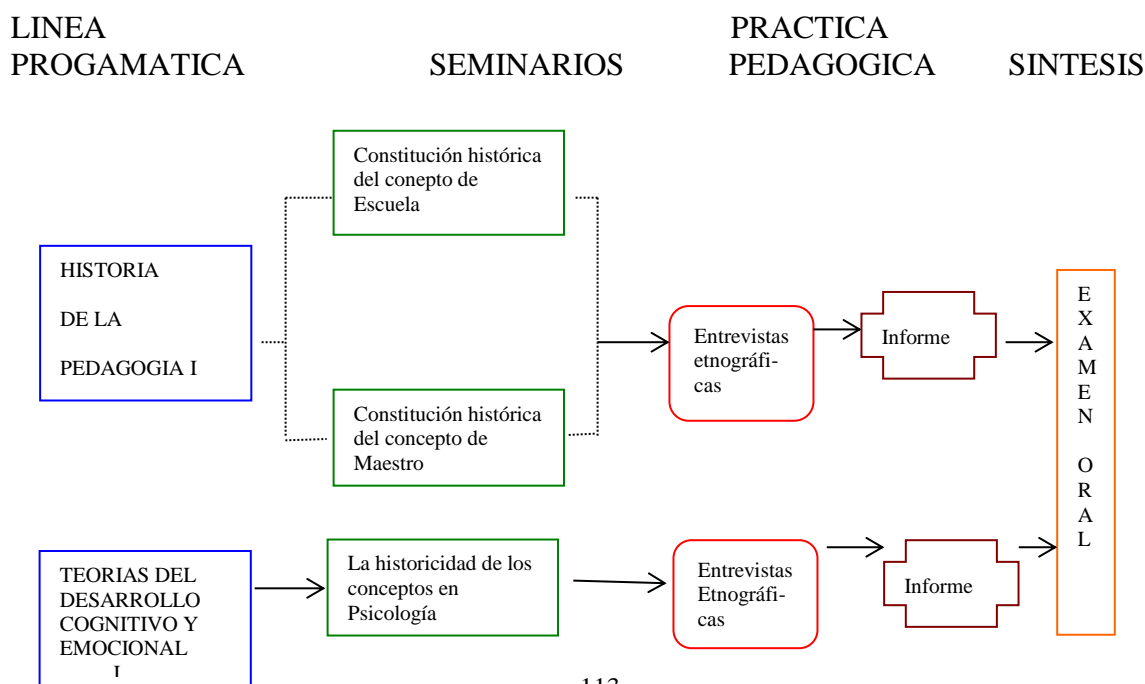 LINEA
PROGAMATICA
SEMINARIOS
PRACTICA
PEDAGOGICA
SINTESIS
HISTORIA
DE LA
PEDAGOGIA I
Constitución histórica
del conepto de
Escuela
Constitución histórica
del concepto de
Maestro
Entrevistas
etnográfi-
cas
Informe
E
X
A
M
E
N
O
R
A
L
TEORIAS DEL
DESARROLLO
COGNITIVO Y
EMOCIONAL
I
La historicidad de los
conceptos en
Psicología
Entrevistas
Etnográfi-
cas
Informe
113